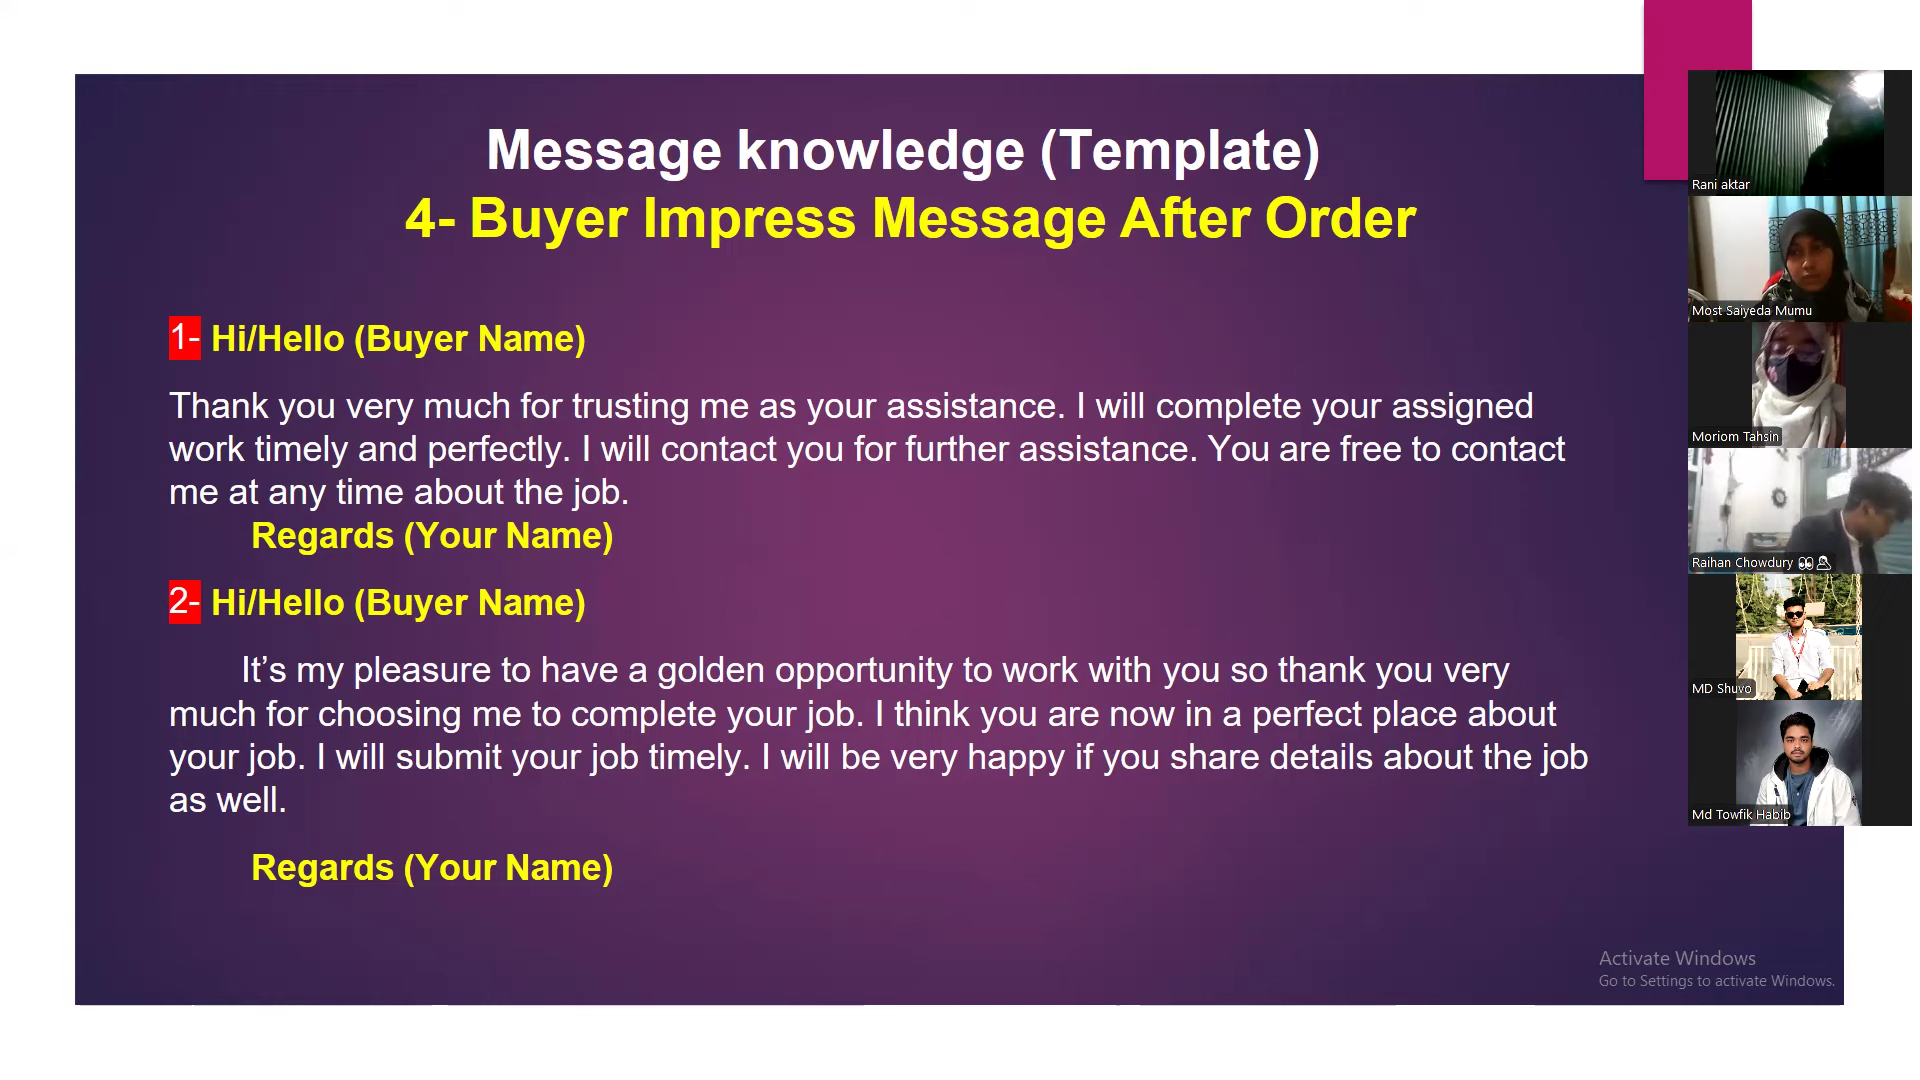 Message knowledge (Template)
4- Buyer Impress Message After Order
1- Hi/Hello (Buyer Name)
Thank you very much for trusting me as your assistance. I will complete your assigned
work timely and perfectly. I will contact you for further assistance. You are free to contact
me at any time about the job.
Regards (Your Name)
2- Hi/Hello (Buyer Name)
It’s my pleasure to have a golden opportunity to work with you so thank you very
much for choosing me to complete your job. I think you are now in a perfect place about
your job. I will submit your job timely. I will be very happy if you share details about the job
as well.
Regards (Your Name)
Rani aktar
Most Saiyeda Mumu
Moriom Tahsin
Raihan Chowdury
MD Shuvo
Md Towfik Habib
Activate Windows
Go to Settings to activate Windows.